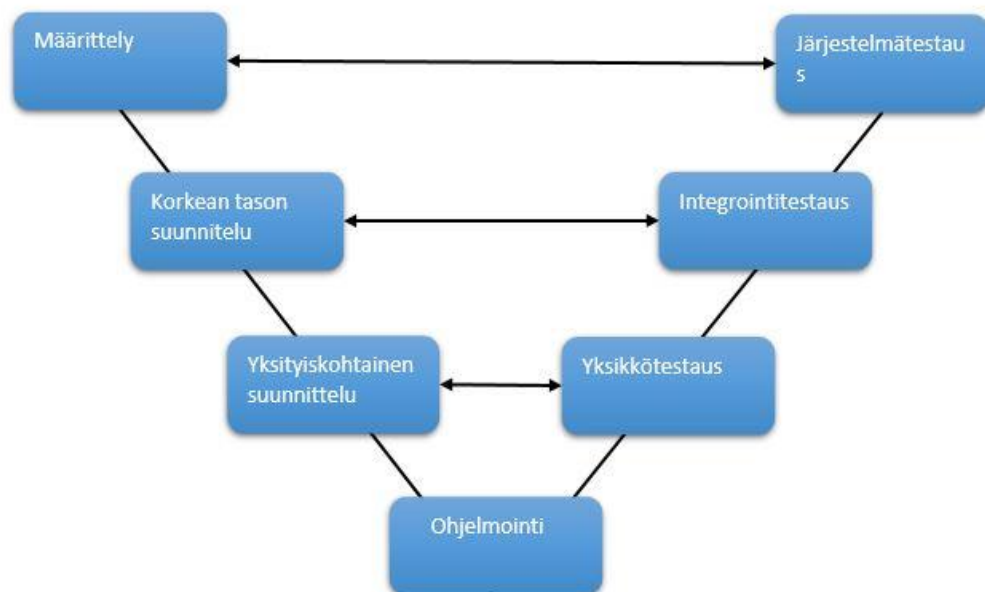 Määrittely
Järjestelmätestau
s
Korkean tason
suunnitelu
Integrointitestaus
Yksityiskohtainen
suunnittelu
Yksikkötestaus
Ohjelmointi